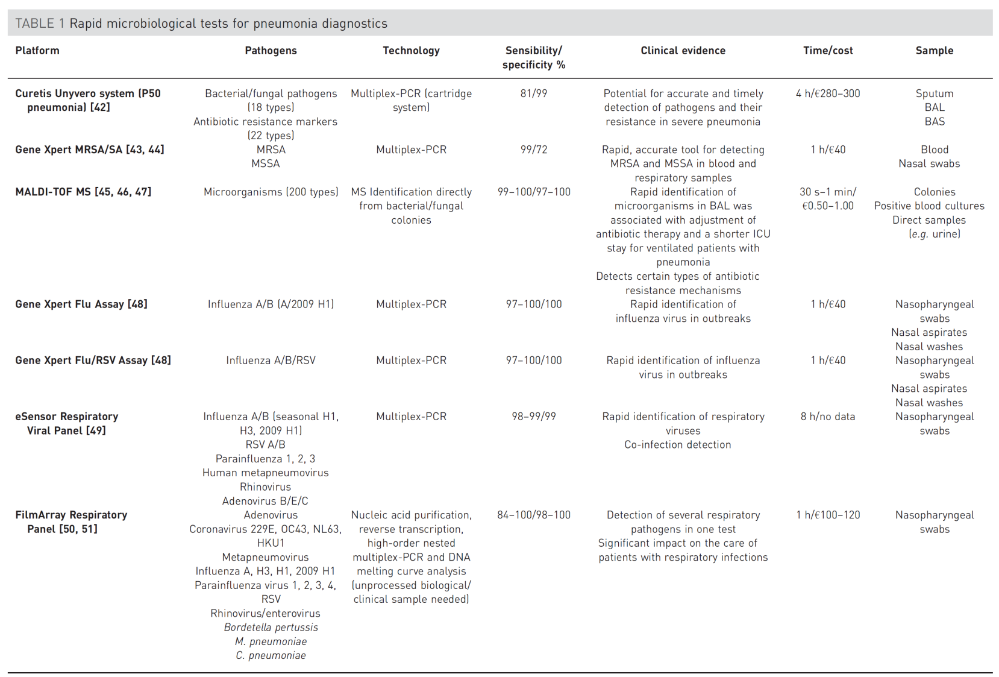 TABLE 1 Rapid microbiological tests for pneumonia diagnostics
Platform
Pathogens
Technology
Sensibility/
specificity %
Clinical evidence
Time/cost
Sample
Curetis Unyvero system (P50
pneumonia) [42]
Bacterial/fungal pathogens
(18 types)
Antibiotic resistance markers
(22 types)
Multiplex-PCR (cartridge
system)
81/99
Potential for accurate and timely
detection of pathogens and their
resistance in severe pneumonia
4 h/€280–300
Sputum
BAL
BAS
Gene Xpert MRSA/SA [43, 44]
MRSA
MSSA
Multiplex-PCR
99/72
Rapid, accurate tool for detecting
MRSA and MSSA in blood and
respiratory samples
1 h/€40
Blood
Nasal swabs
MALDI-TOF MS [45, 46, 47]
Microorganisms (200 types)
MS Identification directly
from bacterial/fungal
colonies
99–100/97–100
Rapid identification of
microorganisms in BAL was
associated with adjustment of
antibiotic therapy and a shorter ICU
stay for ventilated patients with
pneumonia
Detects certain types of antibiotic
resistance mechanisms
30 s–1 min/
€0.50–1.00
Colonies
Positive blood cultures
Direct samples
(e.g. urine)
Gene Xpert Flu Assay [48]
Influenza A/B (A/2009 H1)
Multiplex-PCR
97–100/100
Rapid identification of
influenza virus in outbreaks
1 h/€40
Nasopharyngeal
swabs
Nasal aspirates
Nasal washes
Gene Xpert Flu/RSV Assay [48]
Influenza A/B/RSV
Multiplex-PCR
97–100/100
Rapid identification of influenza
virus in outbreaks
1 h/€40
Nasopharyngeal
swabs
Nasal aspirates
Nasal washes
eSensor Respiratory
Viral Panel [49]
Influenza A/B (seasonal H1,
H3, 2009 H1)
RSV A/B
Parainfluenza 1, 2, 3
Human metapneumovirus
Rhinovirus
Adenovirus B/E/C
Multiplex-PCR
98–99/99
Rapid identification of respiratory
viruses
Co-infection detection
8 h/no data
Nasopharyngeal
swabs
FilmArray Respiratory
Panel [50, 51]
Adenovirus
Coronavirus 229E, OC43, NL63,
HKU1
Metapneumovirus
Influenza A, H3, H1, 2009 H1
Parainfluenza virus 1, 2, 3, 4,
RSV
Rhinovirus/enterovirus
Bordetella pertussis
M. pneumoniae
C. pneumoniae
Nucleic acid purification,
reverse transcription,
high-order nested
multiplex-PCR and DNA
melting curve analysis
(unprocessed biological/
clinical sample needed)
84–100/98–100
Detection of several respiratory
pathogens in one test
Significant impact on the care of
patients with respiratory infections
1 h/€100–120
Nasopharyngeal
swabs